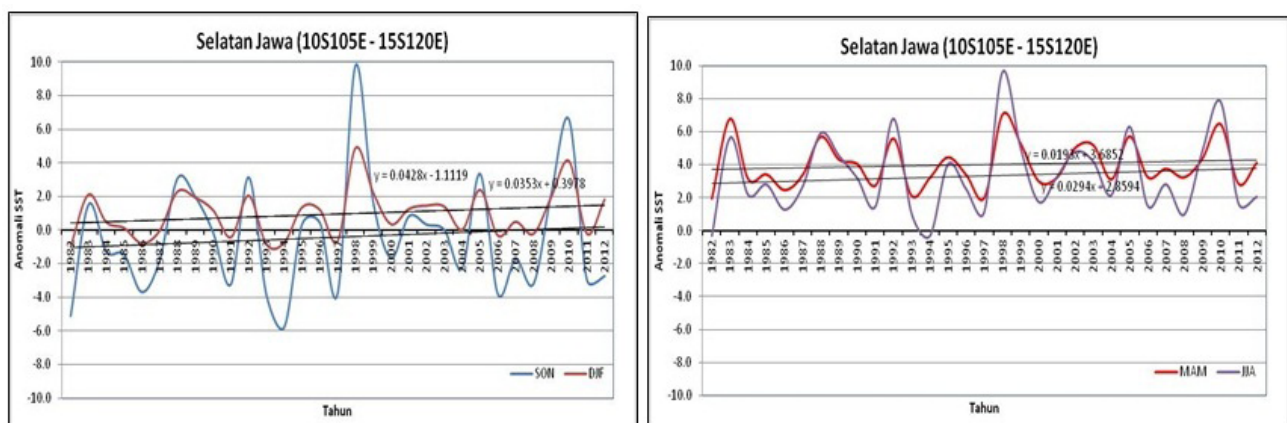 Selatan Jawa (10S105E - 15S120E)
10.0
8.0
6.0
4.0
2.0
0.0
-2.0
-4.0
-6.0
-8.0
-10.0
Anomali SST
y = 0.0428x - 1.1119
y = 0.0353x + 0.3978
1982 1983 1984 1985 1986 1987 1988 1989 1990 1991 1992 1993 1994 1995 1996 1997 1998 1999 2000 2001 2002 2003 2004 2005 2006 2007 2008 2009 2010 2011 2012
SON DJF
Tahun
Selatan Jawa (10S105E - 15S120E)
10.0
8.0
6.0
4.0
2.0
0.0
-2.0
-4.0
-6.0
-8.0
-10.0
Anomali SST
y = 0.0193x + 3.6852
y = 0.0294x + 2.8594
1982 1983 1984 1985 1986 1987 1988 1989 1990 1991 1992 1993 1994 1995 1996 1997 1998 1999 2000 2001 2002 2003 2004 2005 2006 2007 2008 2009 2010 2011 2012
MAM JJA
Tahun